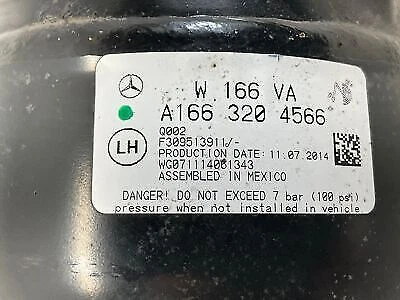 W 166 VA
A166 320 4566
LH
Q002
F309513911/-
PRODUCTION DATE: 11.07.2014
WG071114061343
ASSEMBLED IN MEXICO
DANGER! DO NOT EXCEED 7 bar (100 psi)
pressure when not installed in vehicle